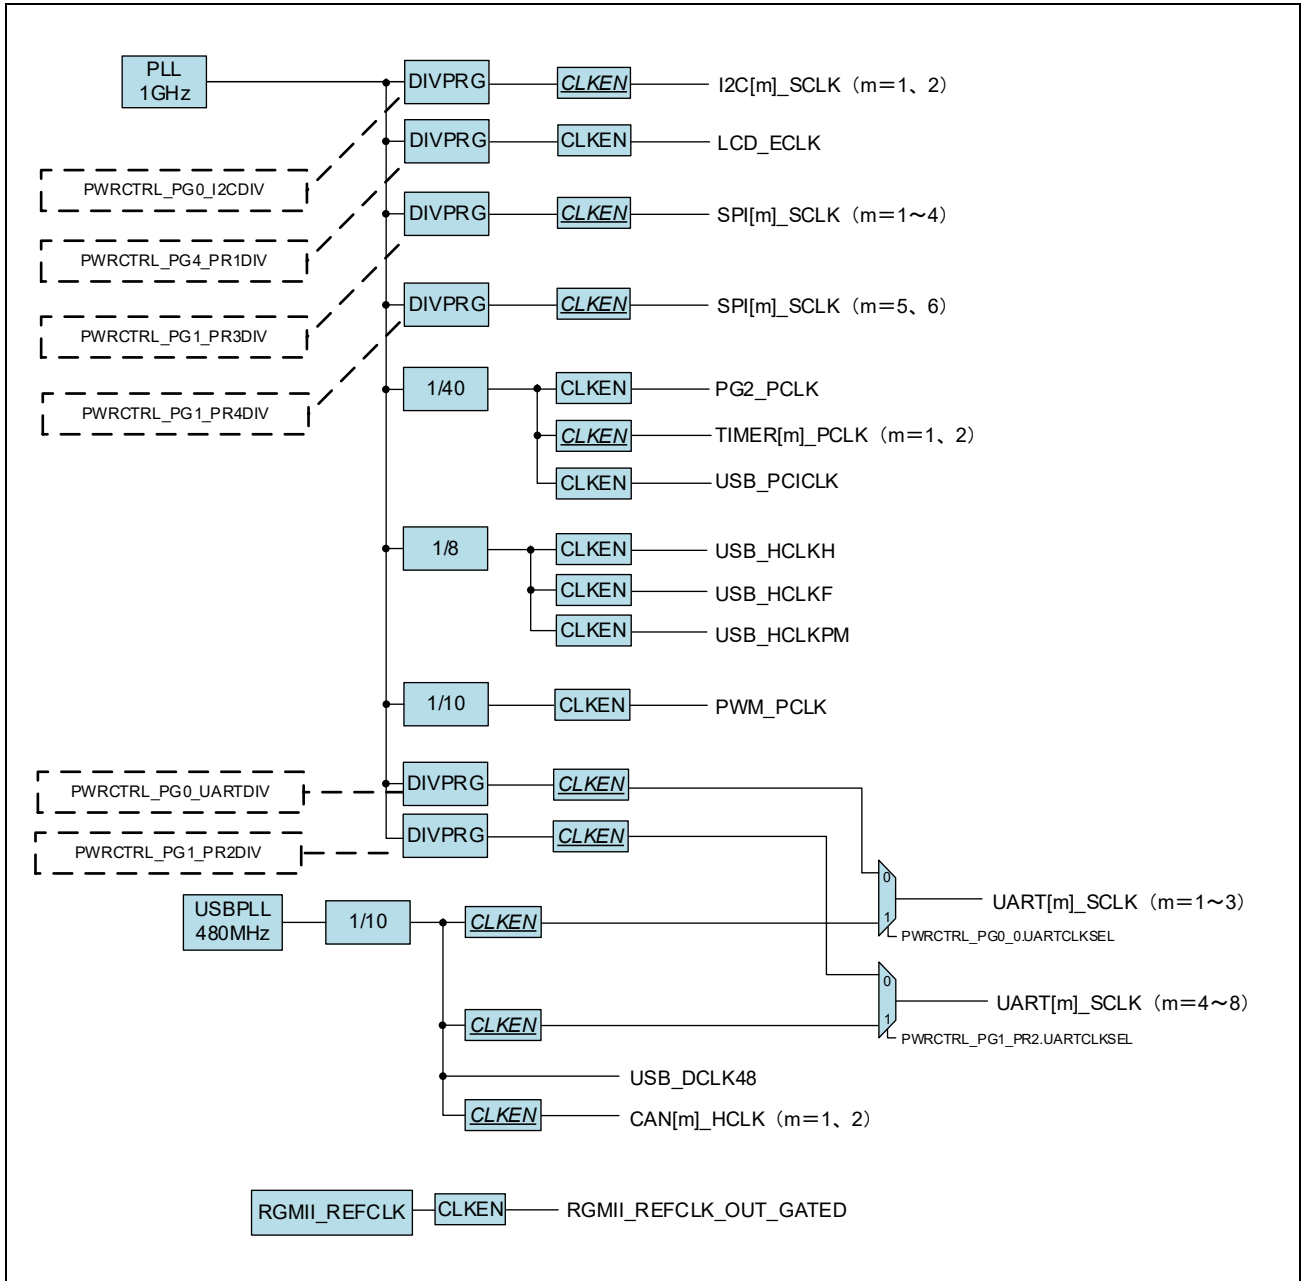 PLL
1GHz
DIVPRG
CLKEN
I2C[m]_SCLK（m＝1、2）
DIVPRG
CLKEN
LCD_ECLK
PWRCTRL_PG0_I2CDIV
DIVPRG
CLKEN
SPI[m]_SCLK（m＝1～4）
PWRCTRL_PG4_PR1DIV
DIVPRG
CLKEN
SPI[m]_SCLK（m＝5、6）
PWRCTRL_PG1_PR3DIV
1/40
CLKEN
PG2_PCLK
PWRCTRL_PG1_PR4DIV
CLKEN
TIMER[m]_PCLK（m＝1、2）
CLKEN
USB_PCICLK
1/8
CLKEN
USB_HCLKH
CLKEN
USB_HCLKF
CLKEN
USB_HCLKPM
1/10
CLKEN
PWM_PCLK
PWRCTRL_PG0_UARTDIV
DIVPRG
CLKEN
PWRCTRL_PG1_PR2DIV
DIVPRG
CLKEN
USBPLL
480MHz
1/10
CLKEN
0
1
UART[m]_SCLK（m＝1～3）
PWRCTRL_PG0_0.UARTCLKSEL
CLKEN
0
1
UART[m]_SCLK（m＝4～8）
PWRCTRL_PG1_PR2.UARTCLKSEL
USB_DCLK48
CLKEN
CAN[m]_HCLK（m＝1、2）
RGMII_REFCLK
CLKEN
RGMII_REFCLK_OUT_GATED